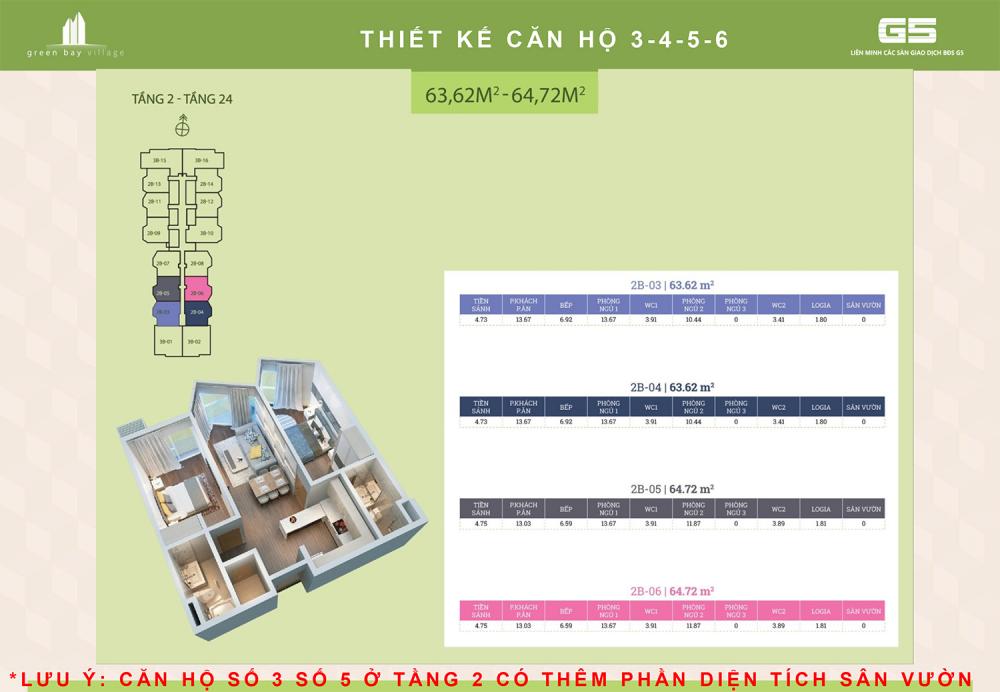 green bay village
THIẾT KẾ CĂN HỘ 3-4-5-6
G5
LIÊN MINH CÁC SÀN GIAO DỊCH BĐS G5
63,62M²-64,72M²
TẦNG 2 - TẦNG 24
3B-15 3B-16
2B-13 2B-14
2B-11 2B-12
2B-09 3B-10
2B-07 2B-08
2B-05 2B-06
2B-03 2B-04
3B-01 3B-02
2B-03 | 63.62 m²
TIỀN SẢNH P.KHÁCH P.ĂN BẾP PHÒNG NGỦ 1 WC1 PHÒNG NGỦ 2 PHÒNG NGỦ 3 WC2 LOGIA SÂN VƯỜN
4.73 13.67 6.92 13.67 3.91 10.44 0 3.41 1.80 0
2B-04 | 63.62 m²
TIỀN SẢNH P.KHÁCH P.ĂN BẾP PHÒNG NGỦ 1 WC1 PHÒNG NGỦ 2 PHÒNG NGỦ 3 WC2 LOGIA SÂN VƯỜN
4.73 13.67 6.92 13.67 3.91 10.44 0 3.41 1.80 0
2B-05 | 64.72 m²
TIỀN SẢNH P.KHÁCH P.ĂN BẾP PHÒNG NGỦ 1 WC1 PHÒNG NGỦ 2 PHÒNG NGỦ 3 WC2 LOGIA SÂN VƯỜN
4.75 13.03 6.59 13.67 3.91 11.87 0 3.89 1.81 0
2B-06 | 64.72 m²
TIỀN SẢNH P.KHÁCH P.ĂN BẾP PHÒNG NGỦ 1 WC1 PHÒNG NGỦ 2 PHÒNG NGỦ 3 WC2 LOGIA SÂN VƯỜN
4.75 13.03 6.59 13.67 3.91 11.87 0 3.89 1.81 0
*LƯU Ý: CĂN HỘ SỐ 3 SỐ 5 Ở TẦNG 2 CÓ THÊM PHẦN DIỆN TÍCH SÂN VƯỜN